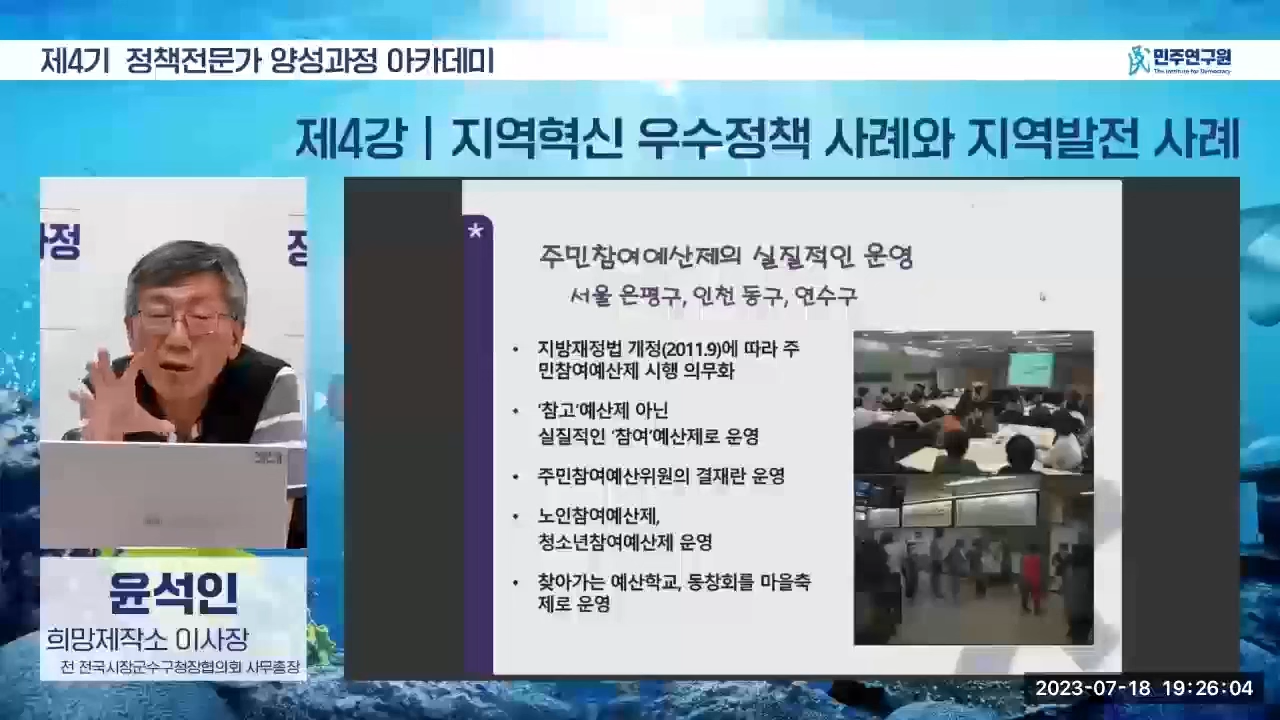 제4기 정책전문가 양성과정 아카데미
민주연구원
The Institute for Democracy
제4강 | 지역혁신 우수정책 사례와 지역발전 사례
정
*
주민참여예산제의 실질적인 운영
서울 은평구, 인천 동구, 연수구
• 지방재정법 개정(2011.9)에 따라 주
민참여예산제 시행 의무화
• '참고'예산제 아닌
실질적인 '참여'예산제로 운영
• 주민참여예산위원의 결재란 운영
• 노인참여예산제,
청소년참여예산제 운영
• 찾아가는 예산학교, 동창회를 마을축
제로 운영
윤석인
희망제작소 이사장
전 전국시장군수구청장협의회 사무총장
2023-07-18 19:26:04